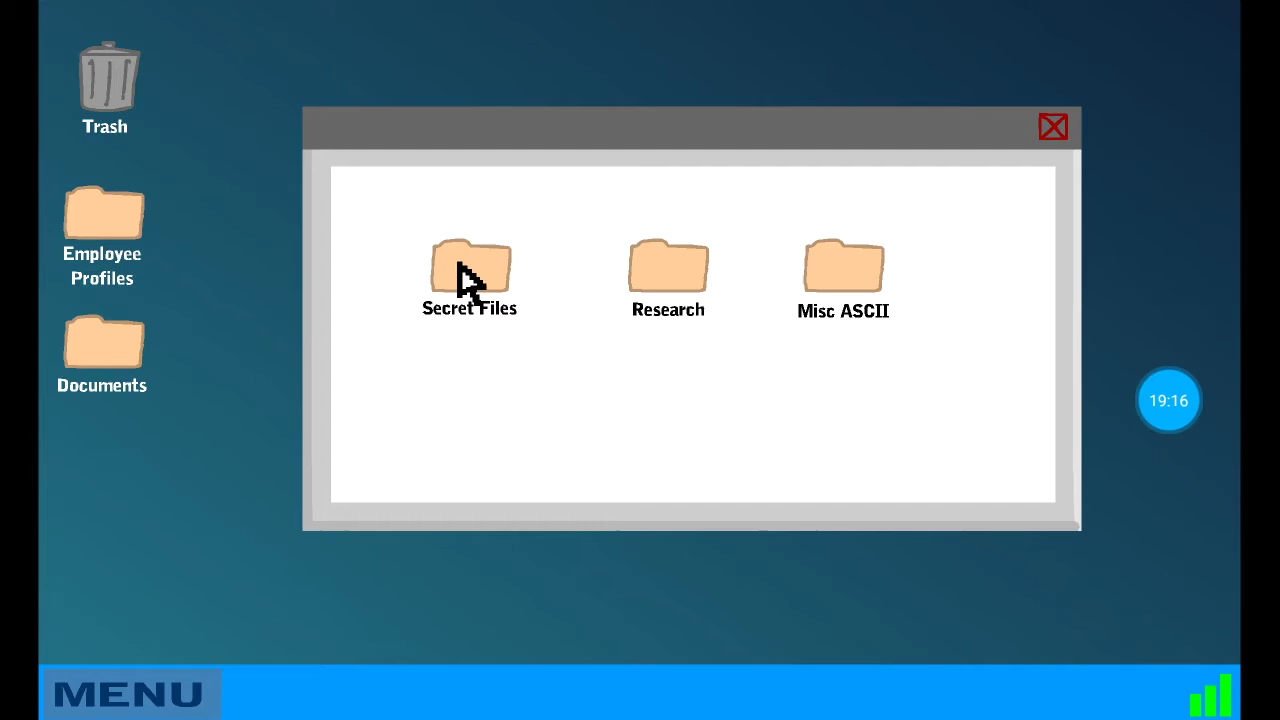 Trash
Employee
Profiles
Documents
Secret Files
Research
Misc ASCII
19:16
MENU